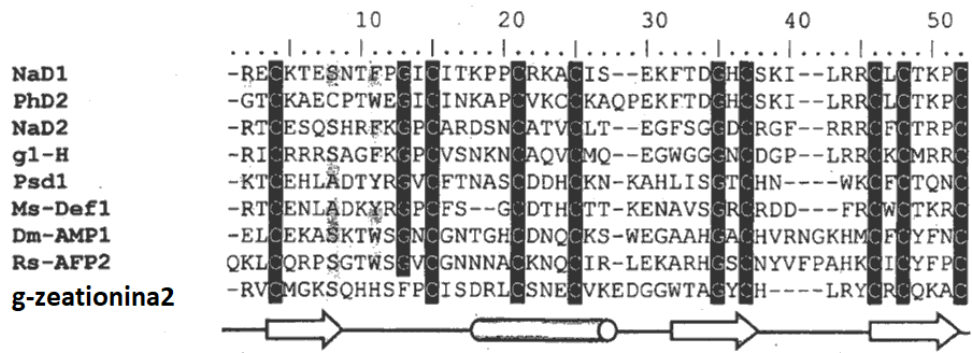 10 20 30 40 50
NaD1 -RECKTESNTFPGICITKPPCRKACIS--EKFTDGHCSKI--LRRCLCTKPC
PhD2 -GTCKAECPTWEGICINKAPCVKCCKAQPEKFTDGHCSKI--LRRCLCTKPC
NaD2 -RTCESQSHRFKGPCARDSNCATVCLT--EGFSGGDCRGF--RRRCFCTRPC
g1-H -RICRRRSAGFKGPCVSNKNCAQVCMQ--EGWGGGNCDGP--LRRCKCMRRC
Psd1 -KTCEHLADTYRGVCFTNASCDDHCKN-KAHLISGTCHN----WKCFCTQNC
Ms-Def1 -RTCENLADKYRGPCFS--GCDTHCTT-KENAVSGRCRDD---FRCWCTKRC
Dm-AMP1 -ELCEKASKTWSGNCGNTGHCDNQCKS-WEGAAHGACHVRNGKHMCFCYFNC
Rs-AFP2 QKLCQRPSGTWSGVCGNNNACKNQCIR-LEKARHGSCNYVFPAHKCICYFPC
g-zeationina2 -RVCMGKSQHHSFPCISDRLCSNECVKEDGGWTAGYCH----LRYCRCQKAC